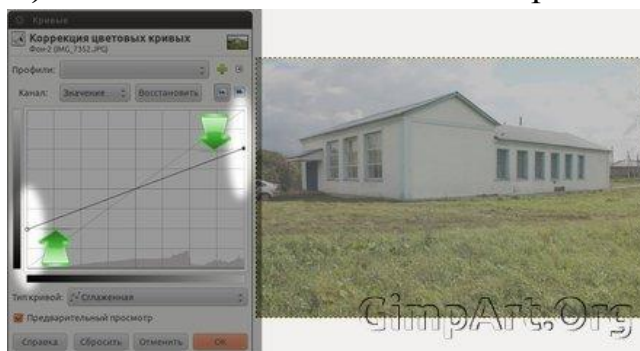 Кривые
Коррекция цветовых кривых
Фон-2 (IMG_7352.JPG)
Профили:
Канал: Значение Восстановить
Тип кривой: Сглаженная
Предварительный просмотр
Справка Сбросить Отменить ОК
GimpArt.Org